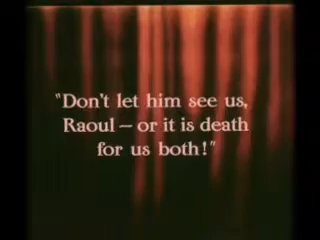 "Don't let him see us,
Raoul – or it is death
for us both!"